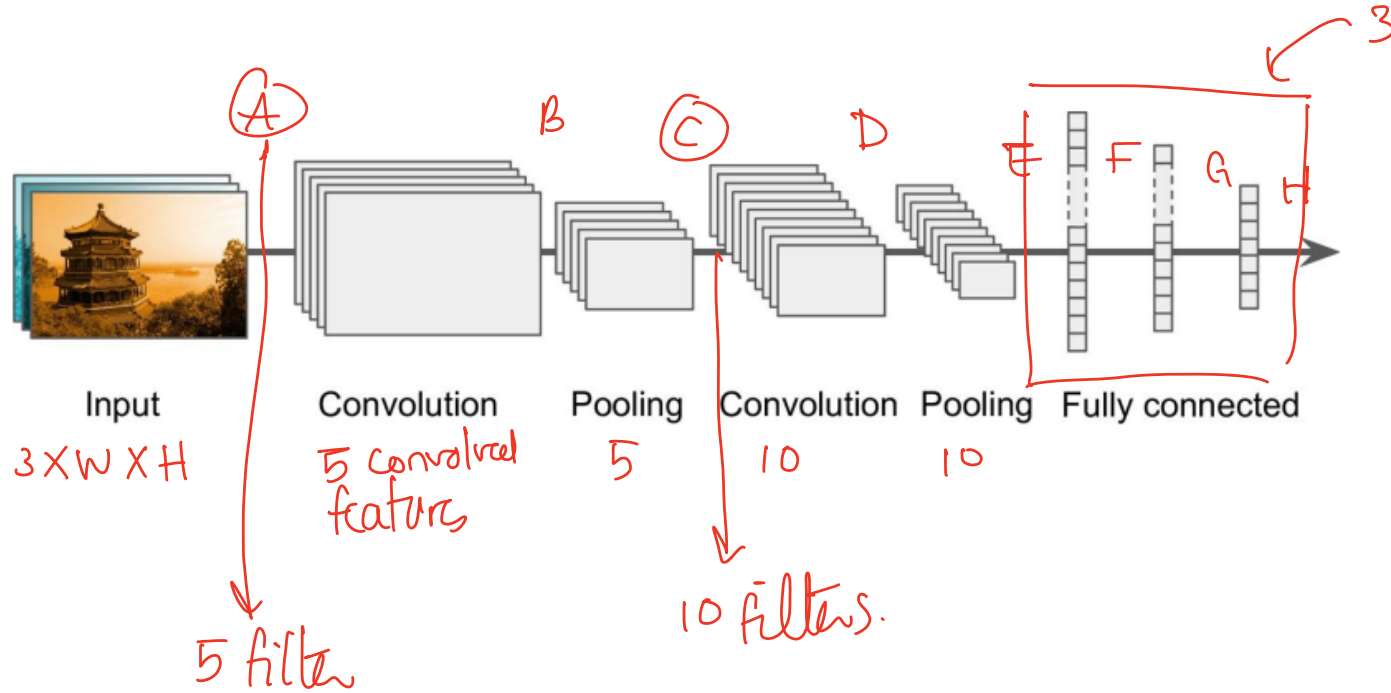 3
A
B
C
D
E
F
G
H
Input
Convolution
Pooling
Convolution
Pooling
Fully connected
3 X W X H
5 convolved
features
5
10
10
5 filter
10 filters.